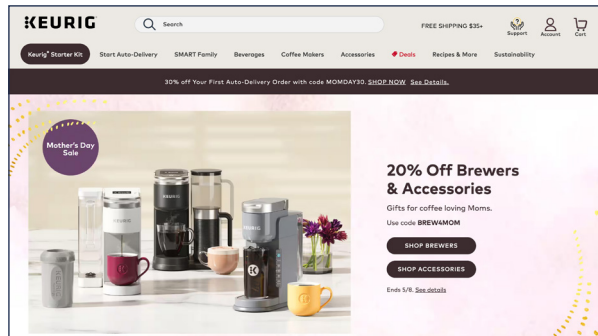 KEURIG
Search
FREE SHIPPING $35+
Support
Account
Cart
Keurig® Starter Kit
Start Auto-Delivery
SMART Family
Beverages
Coffee Makers
Accessories
Deals
Recipes & More
Sustainability
30% off Your First Auto-Delivery Order with code MOMDAY30. SHOP NOW See Details.
Mother's Day
Sale
20% Off Brewers
& Accessories
Gifts for coffee loving Moms.
Use code BREW4MOM
SHOP BREWERS
SHOP ACCESSORIES
Ends 5/8. See details
KEURIG
KEURIG
KEURIG